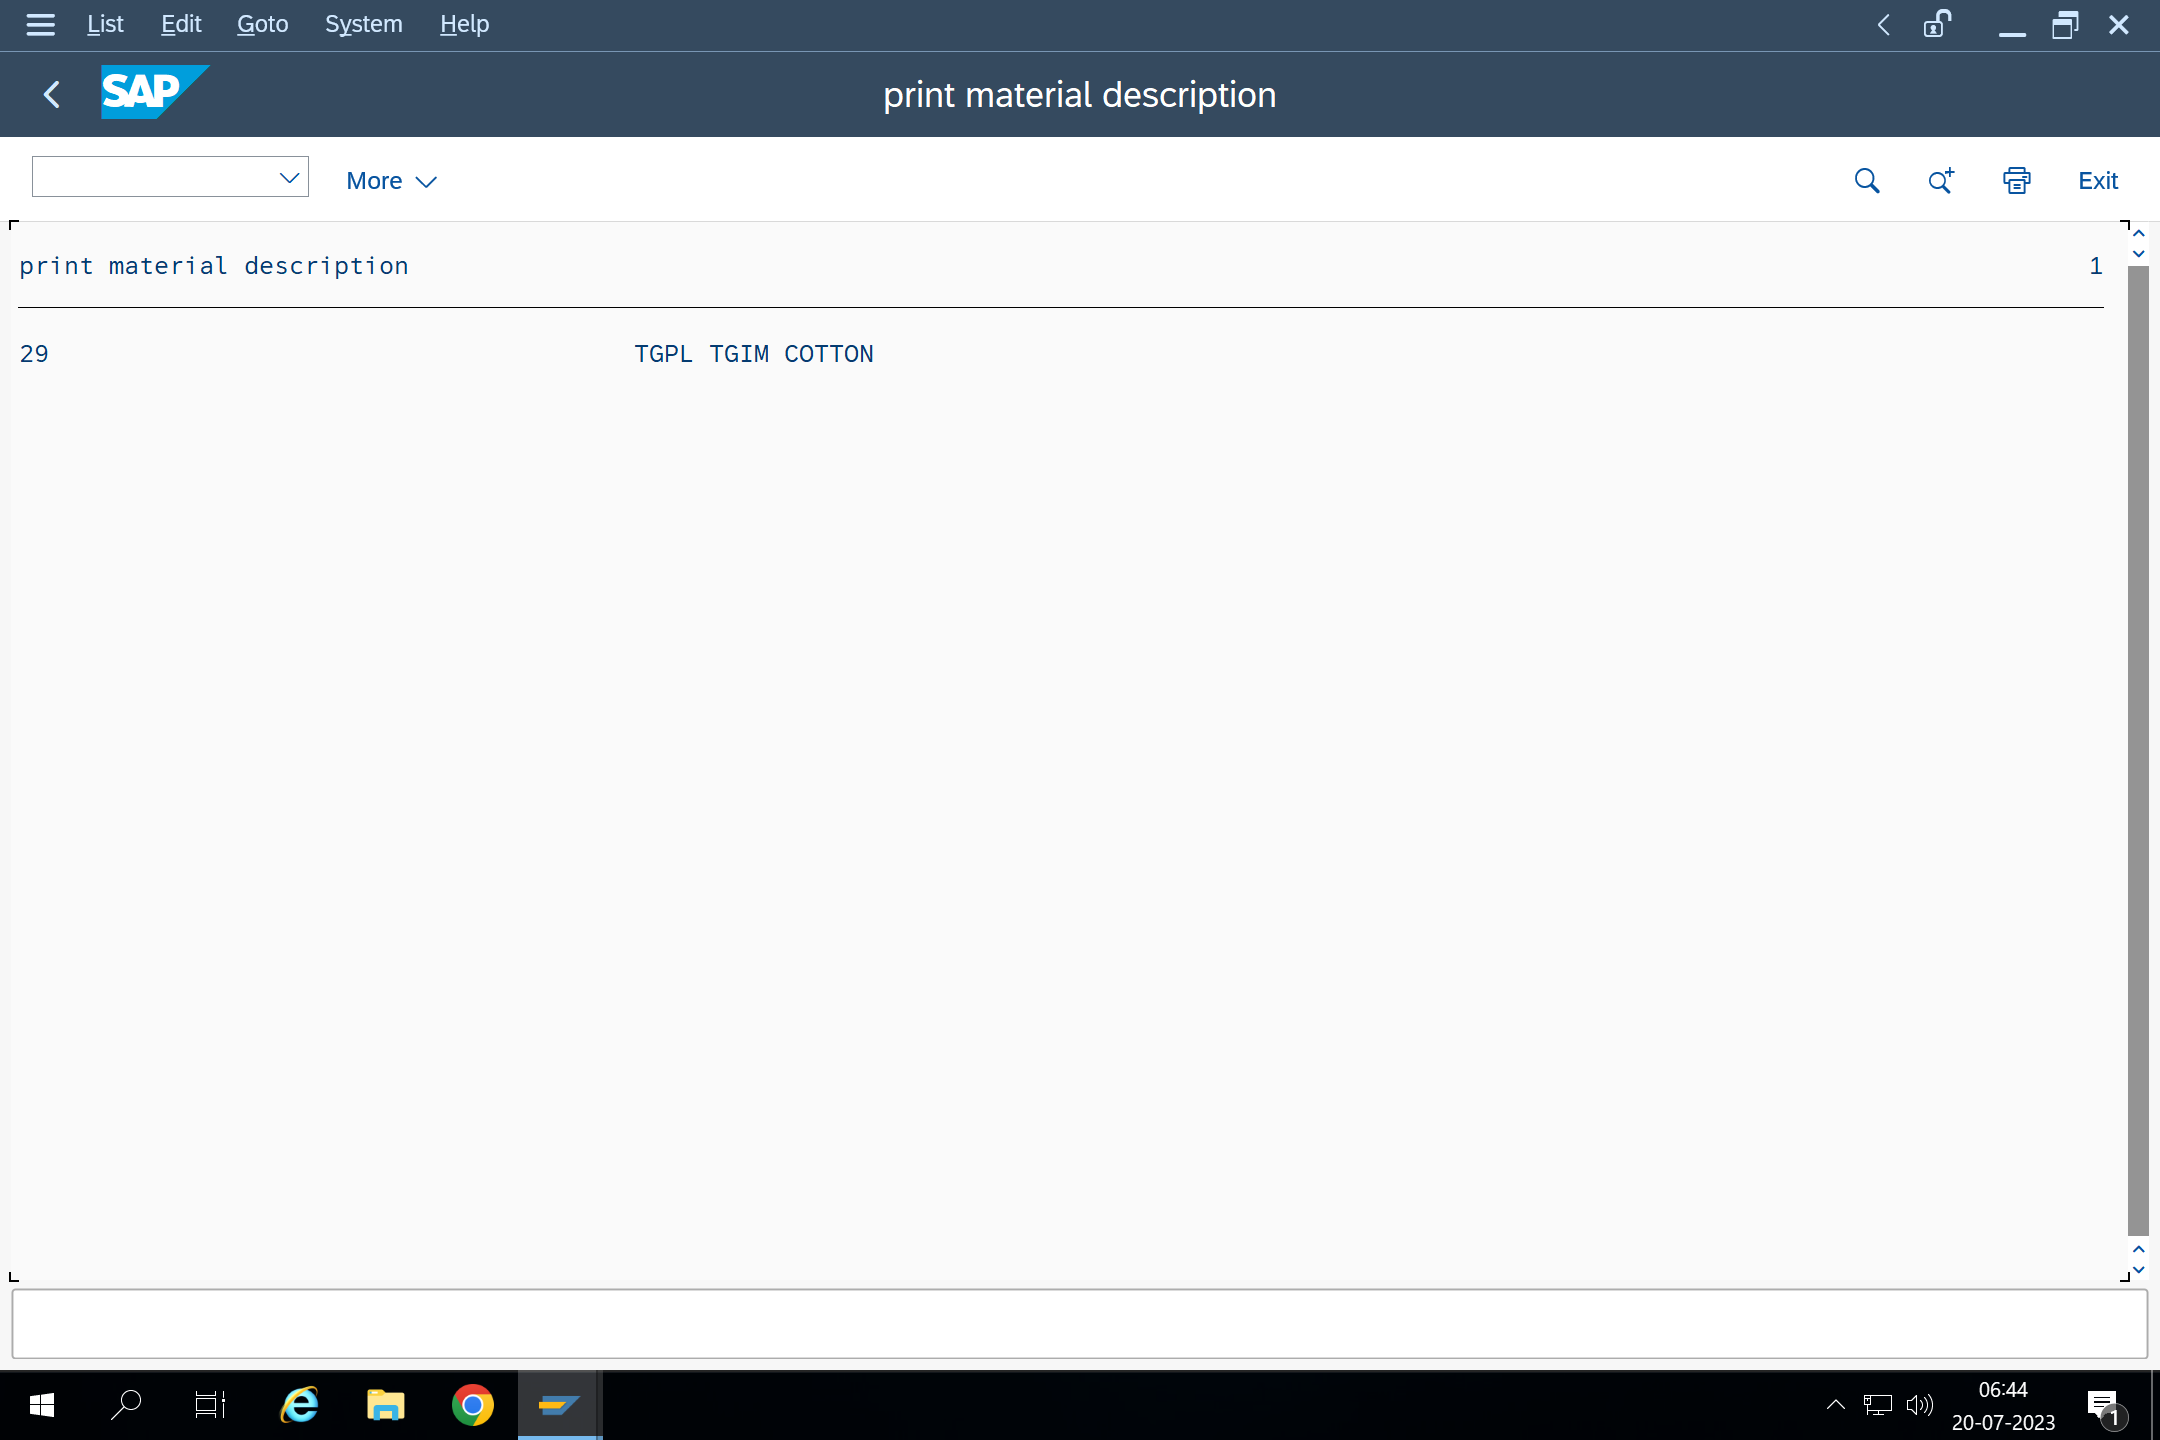 List Edit Goto System Help
SAP print material description
More Exit
print material description 1
29 TGPL TGIM COTTON
06:44
20-07-2023
1